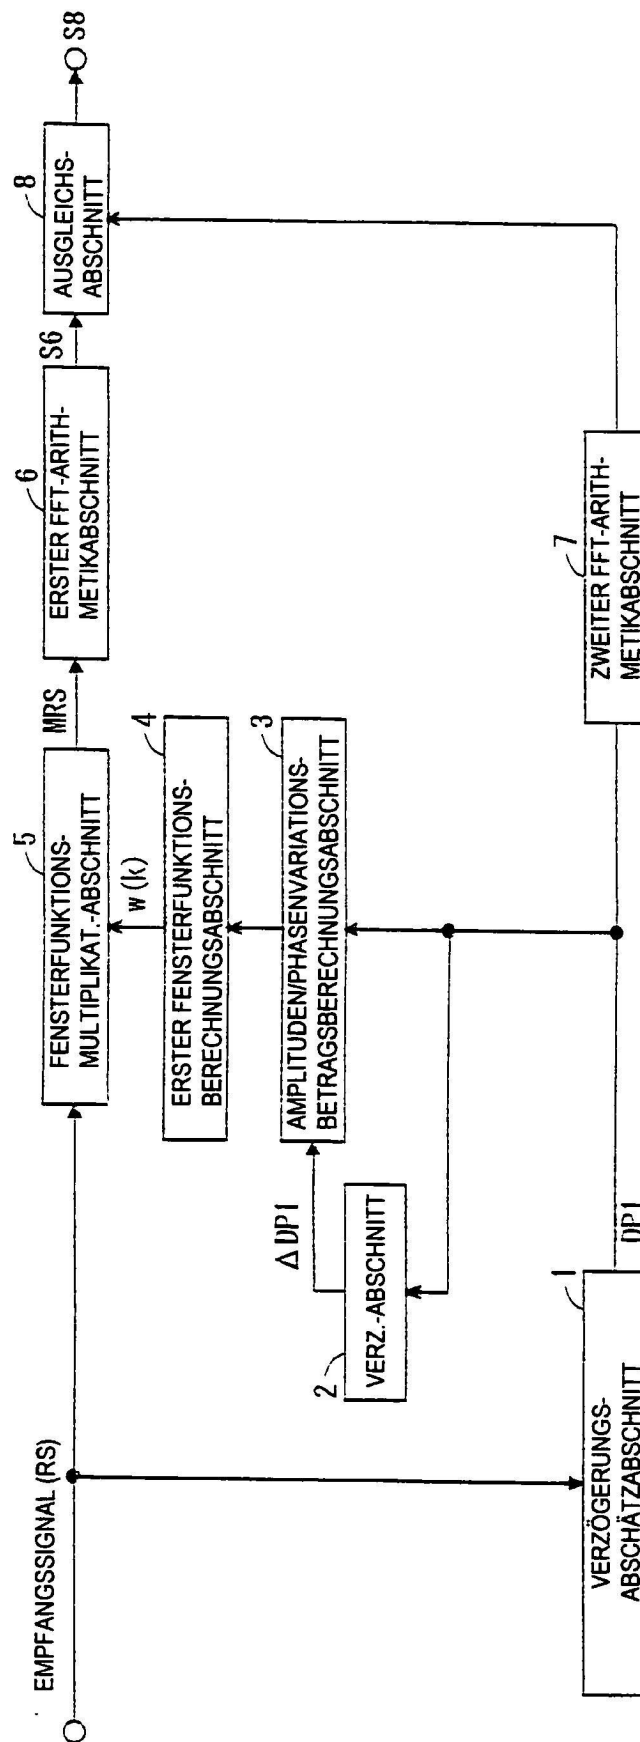 EMPFANGSSIGNAL (RS)
5
FENSTERFUNKTIONS-
MULTIPLIKAT.-ABSCHNITT
MRS
6
ERSTER FFT-ARITH-
METIKABSCHNITT
S6
8
AUSGLEICHS-
ABSCHNITT
S8
w(k)
4
ERSTER FENSTERFUNKTIONS-
BERECHNUNGSABSCHNITT
3
AMPLITUDEN/PHASENVARIATIONS-
BETRAGSBERECHNUNGSABSCHNITT
ΔDP1
2
VERZ.-ABSCHNITT
1
VERZÖGERUNGS-
ABSCHÄTZABSCHNITT
DP1
7
ZWEITER FFT-ARITH-
METIKABSCHNITT